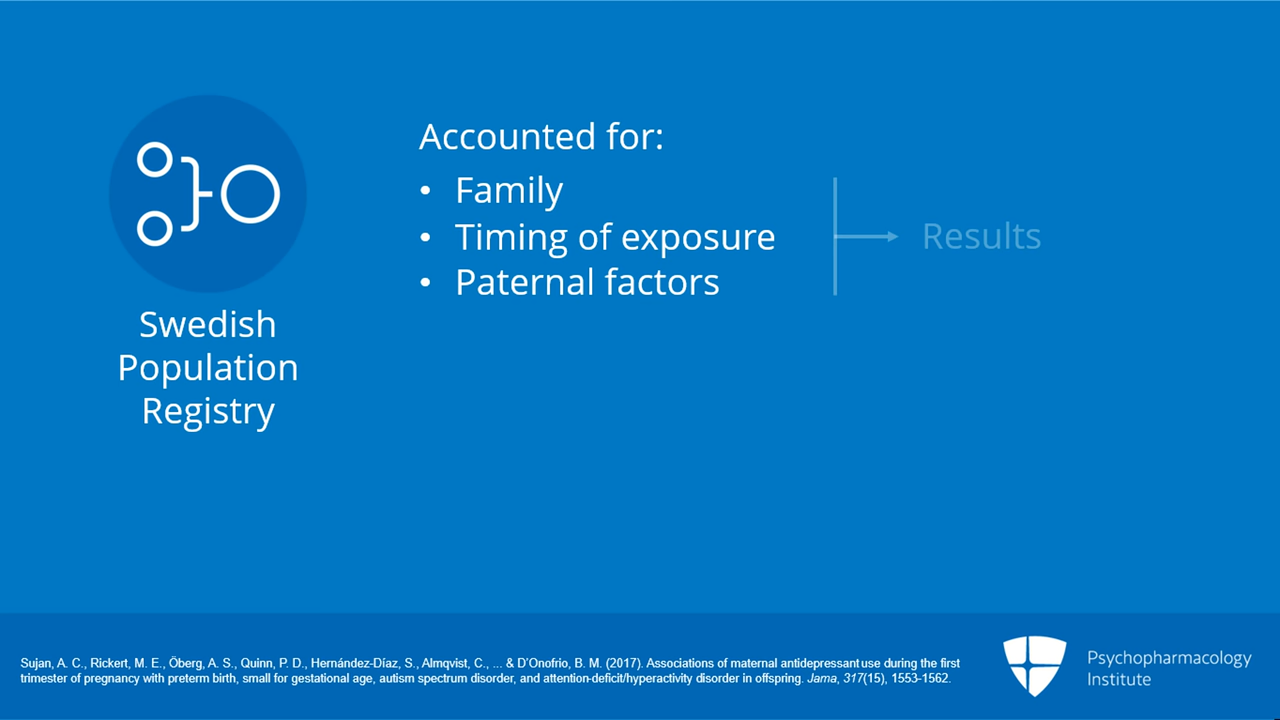 Accounted for:
• Family
• Timing of exposure
• Paternal factors
Results
Swedish
Population
Registry
Sujan, A. C., Rickert, M. E., Öberg, A. S., Quinn, P. D., Hernández-Díaz, S., Almqvist, C., ... & D'Onofrio, B. M. (2017). Associations of maternal antidepressant use during the first
trimester of pregnancy with preterm birth, small for gestational age, autism spectrum disorder, and attention-deficit/hyperactivity disorder in offspring. Jama, 317(15), 1553-1562.
Psychopharmacology
Institute